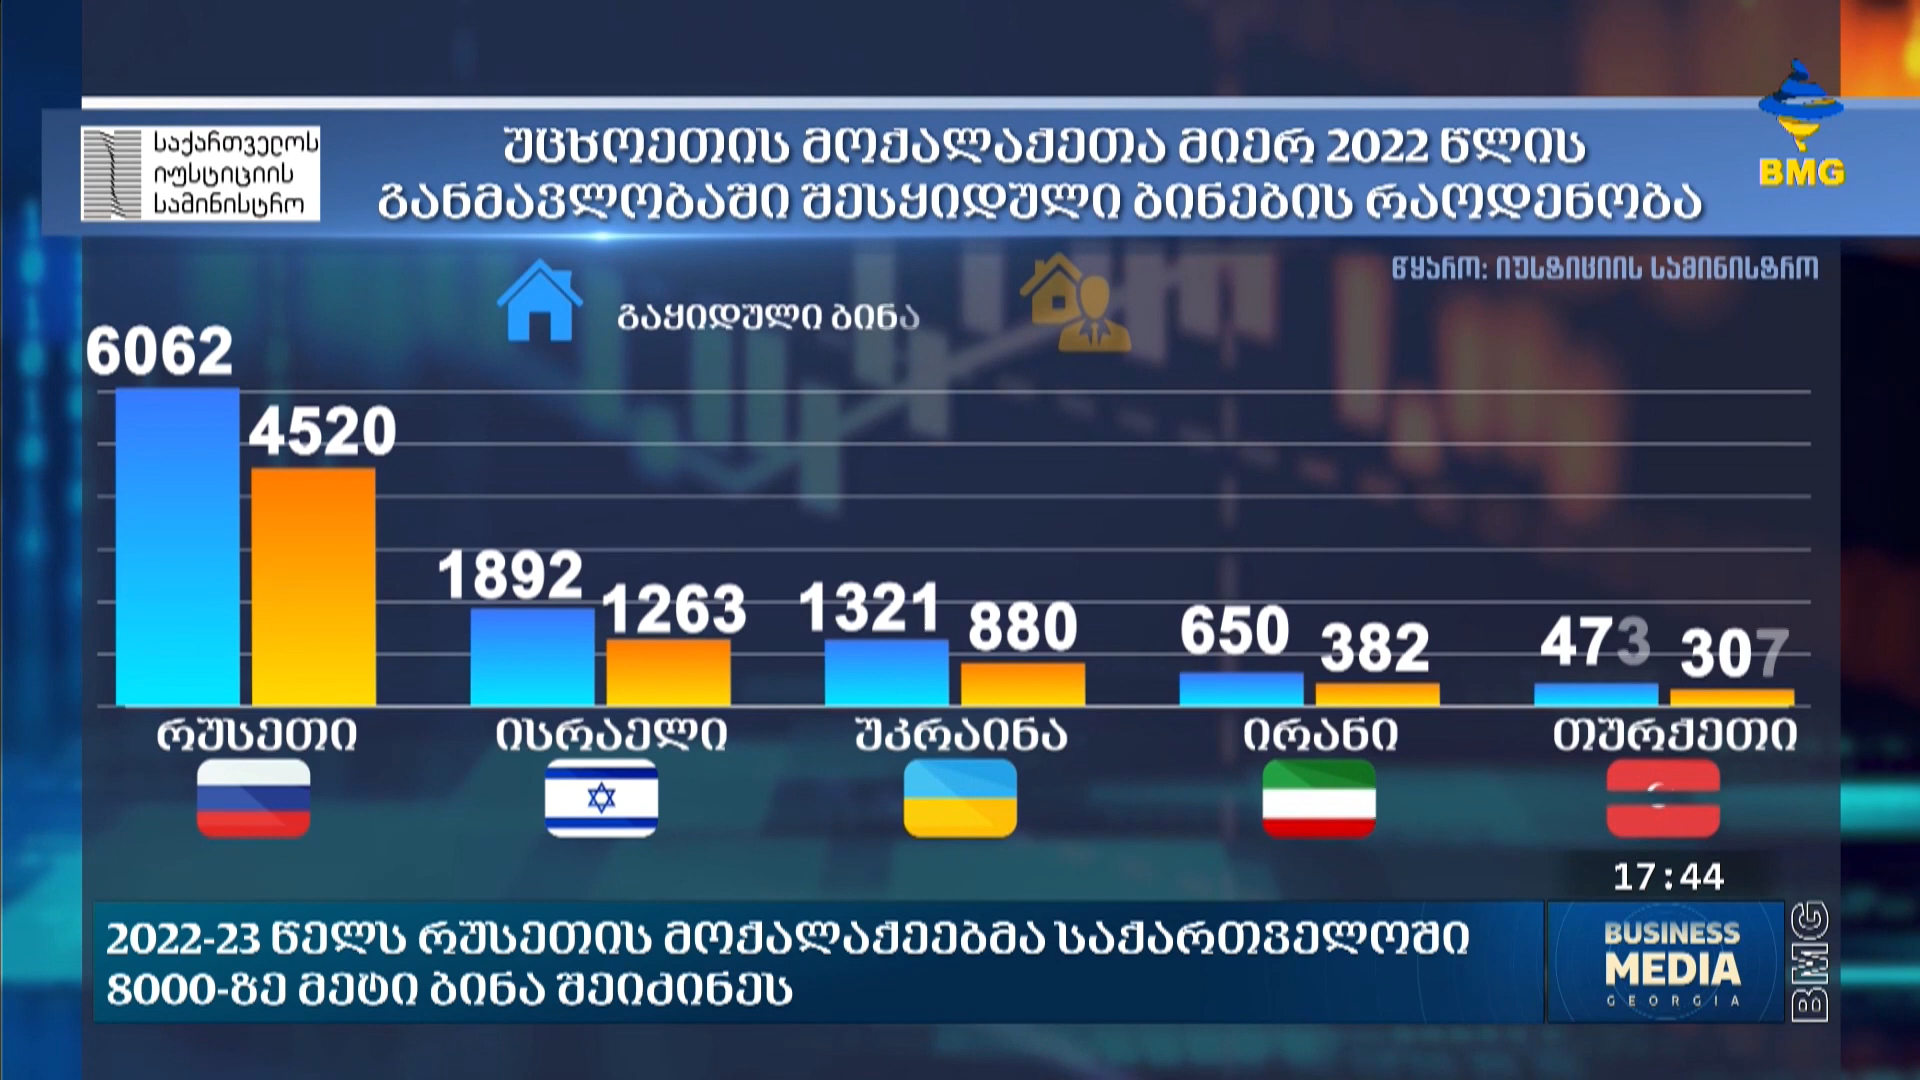 საქართველოს
იუსტიციის
სამინისტრო
უცხოეთის მოქალაქეთა მიერ 2022 წლის
განმავლობაში შესყიდული ბინების რაოდენობა
BMG
წყარო: იუსტიციის სამინისტრო
გაყიდული ბინა
6062
4520
1892
1263
1321
880
650
382
473
307
რუსეთი
ისრაელი
უკრაინა
ირანი
თურქეთი
17:44
2022-23 წელს რუსეთის მოქალაქეებმა საქართველოში
8000-ზე მეტი ბინა შეიძინეს
BUSINESS
MEDIA
GEORGIA
BMG